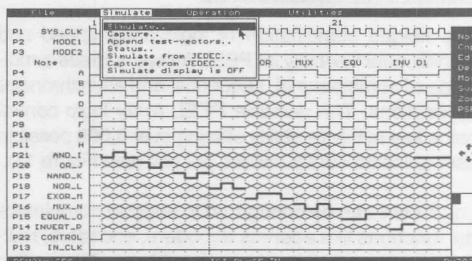 File Simulate Operation Utilities
1 21
Simulate..
Capture..
Append test-vectors..
Status..
Simulate from JEDEC..
Capture from JEDEC..
Simulate display is OFF
P1 SYS_CLK
P2 MODE1
P3 MODE2
Note OR MUX EQU INV D1
P4 A
P5 B
P6 C
P7 D
P8 E
P9 F
P10 G
P11 H
P21 AND_I
P20 OR_J
P19 NAND_K
P18 NOR_L
P17 EXOR_M
P16 MUX_N
P15 EQUAL_O
P14 INVERT_P
P22 CONTROL
P13 IN_CLK